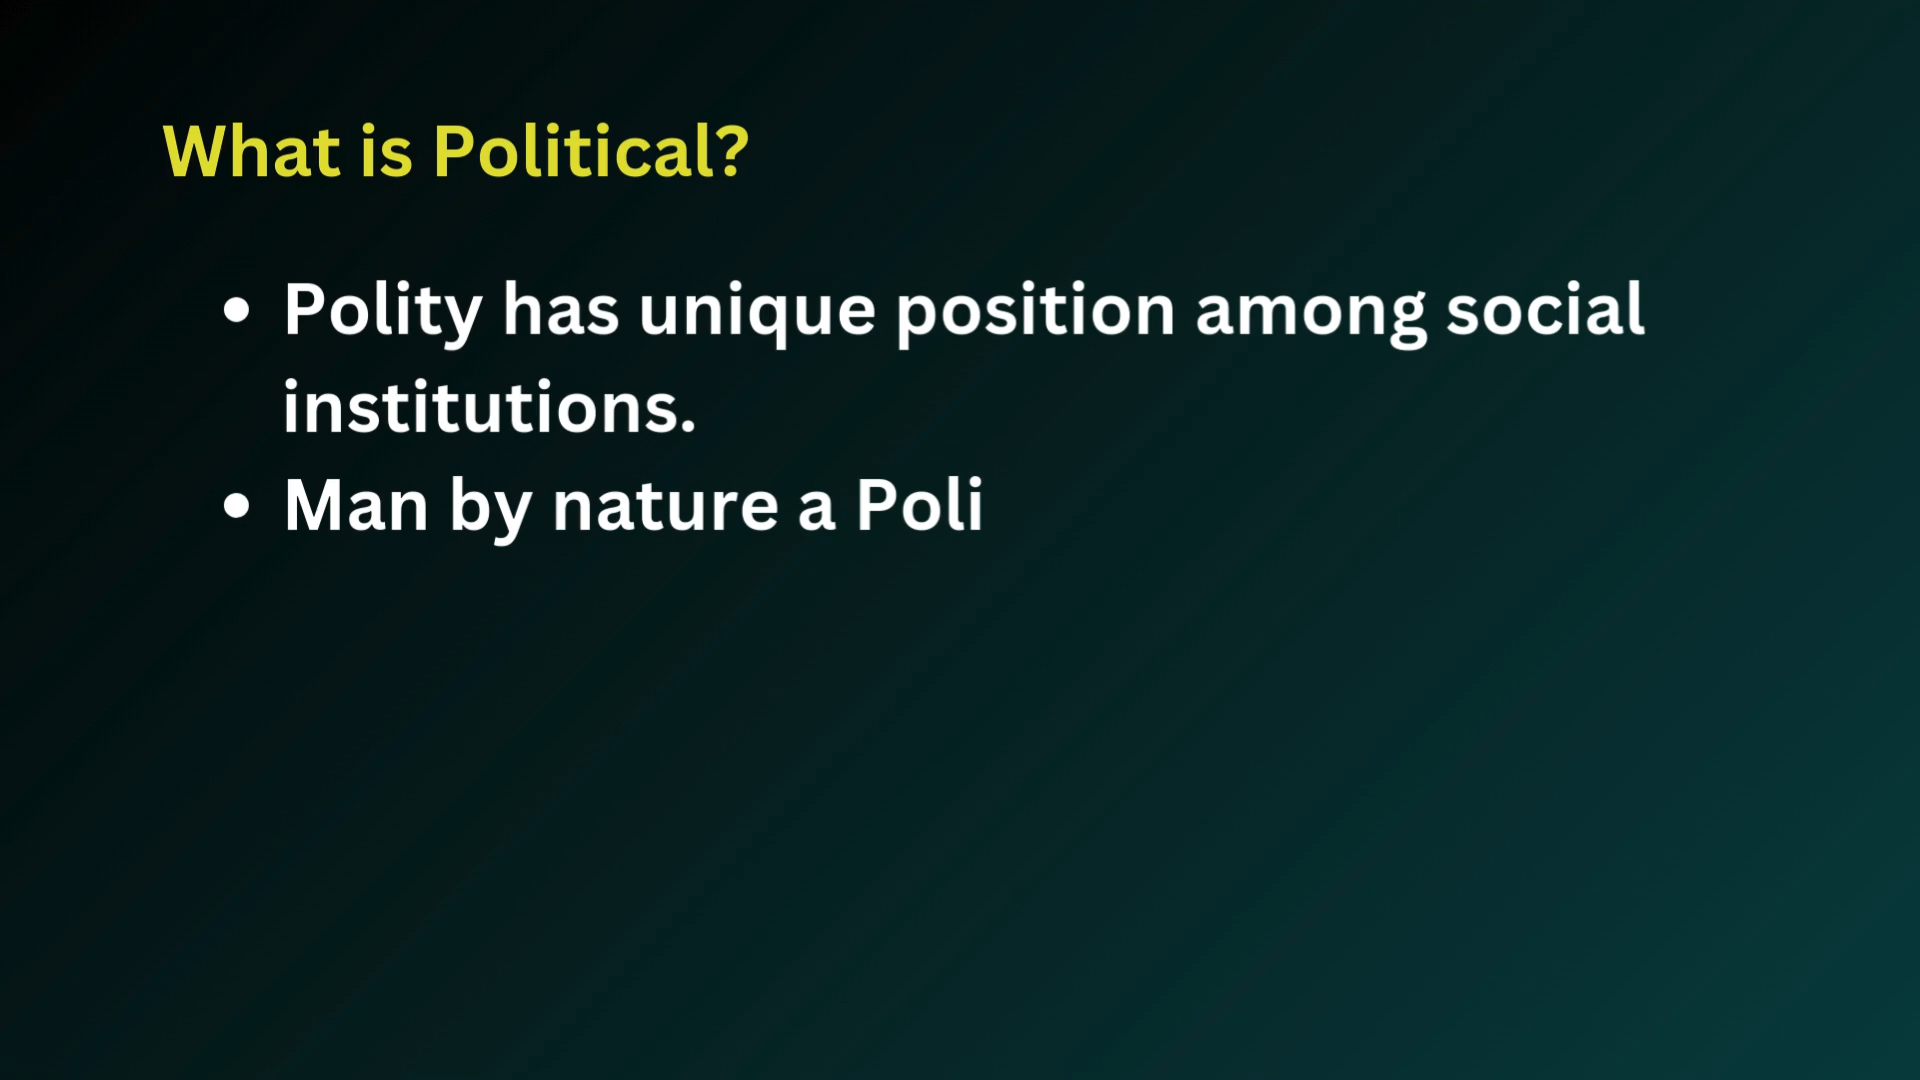 What is Political?
• Polity has unique position among social
institutions.
• Man by nature a Poli